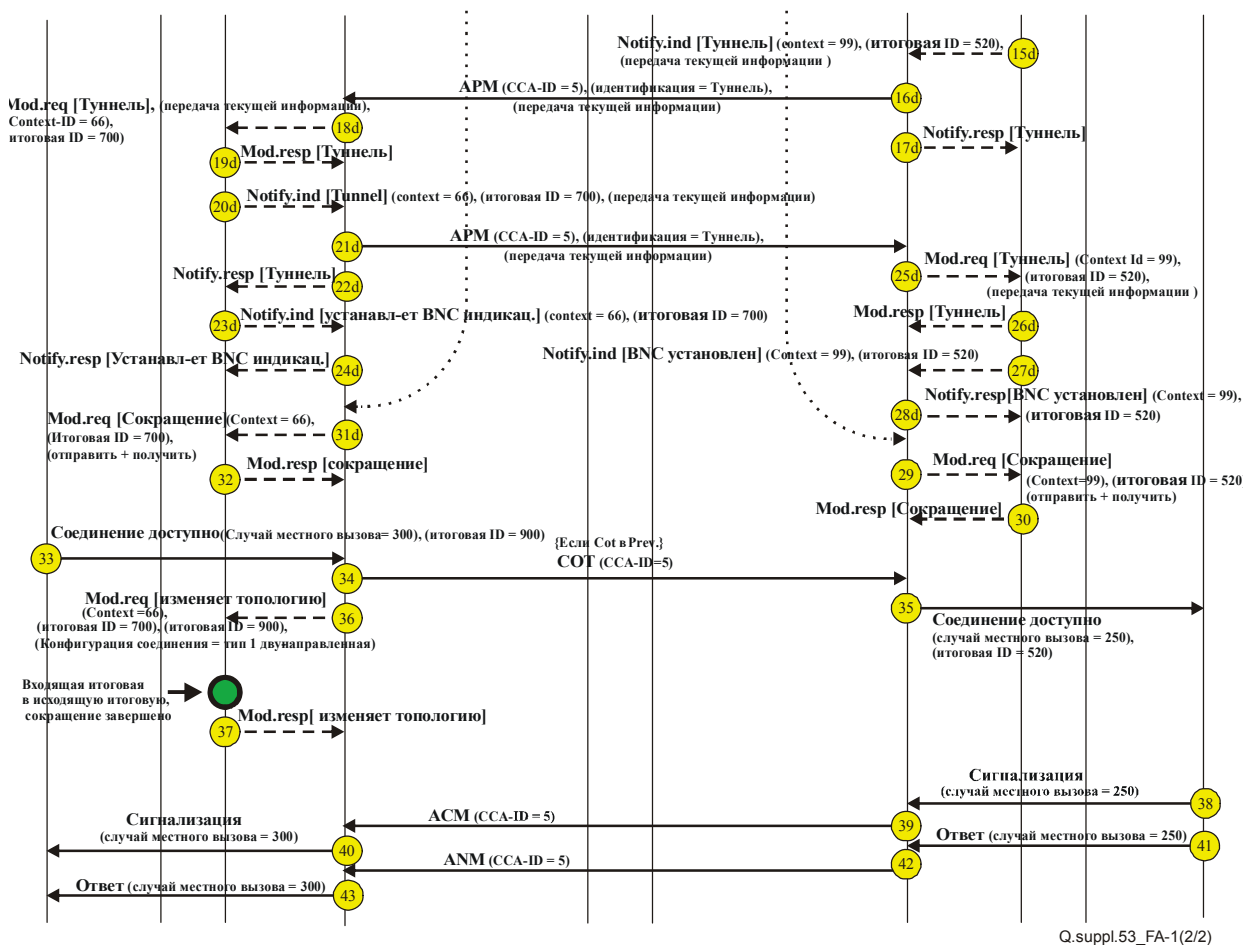 Notify.ind [Туннель] (context = 99), (итоговая ID = 520),
(передача текущей информации )
15d
APM (CCA-ID = 5), (идентификация = Туннель),
(передача текущей информации)
16d
Mod.req [Туннель], (передача текущей информации),
Context-ID = 66),
итоговая ID = 700)
18d
Notify.resp [Туннель]
17d
Mod.resp [Туннель]
19d
Notify.ind [Tunnel] (context = 66), (итоговая ID = 700), (передача текущей информации)
20d
APM (CCA-ID = 5), (идентификация = Туннель),
(передача текущей информации)
21d
Mod.req [Туннель] (Context Id = 99),
(итоговая ID = 520),
(передача текущей информации )
25d
Notify.resp [Туннель]
22d
Notify.ind [устанавл-ет BNC индикац.] (context = 66), (итоговая ID = 700)
23d
Mod.resp [Туннель]
26d
Notify.resp [Устанавл-ет BNC индикац.]
24d
Notify.ind [BNC установлен] (Context = 99), (итоговая ID = 520)
27d
Notify.resp[BNC установлен] (Context = 99),
(итоговая ID = 520)
28d
Mod.req [Сокращение] (Context = 66),
(Итоговая ID = 700),
(отправить + получить)
31d
Mod.resp [сокращение]
32
Mod.req [Сокращение]
(Context=99), (итоговая ID = 520
(отправить + получить)
29
Mod.resp [Сокращение]
30
Соединение доступно(Случай местного вызова= 300), (итоговая ID = 900)
33
{Если Cot в Prev.}
COT (CCA-ID=5)
34
Mod.req [изменяет топологию]
(Context =66),
(итоговая ID = 700), (итоговая ID = 900),
(Конфигурация соединения = тип 1 двунаправленная)
36
35
Соединение доступно
(случай местного вызова = 250),
(итоговая ID = 520)
Входящая итоговая
в исходящую итоговую,
сокращение завершено
Mod.resp[ изменяет топологию]
37
Сигнализация
(случай местного вызова = 250)
38
ACM (CCA-ID = 5)
39
Сигнализация
(случай местного вызова = 300)
40
Ответ (случай местного вызова = 250)
41
ANM (CCA-ID = 5)
42
Ответ (случай местного вызова = 300)
43
Q.suppl.53_FA-1(2/2)